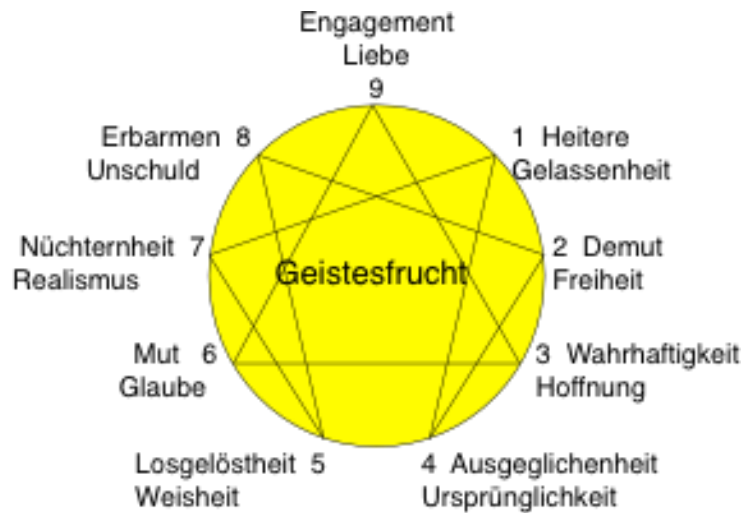 Engagement
Liebe
9
Erbarmen 8
Unschuld
1 Heitere
Gelassenheit
Nüchternheit 7
Realismus
2 Demut
Freiheit
Geistesfrucht
Mut 6
Glaube
3 Wahrhaftigkeit
Hoffnung
Losgelöstheit 5
Weisheit
4 Ausgeglichenheit
Ursprünglichkeit